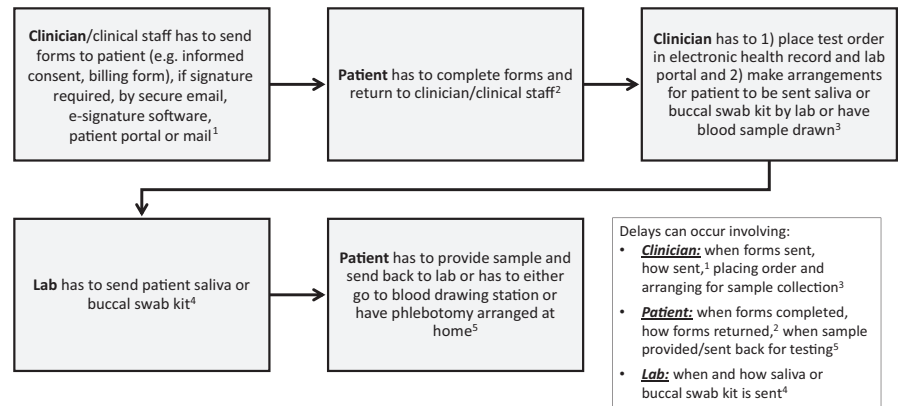 Clinician/clinical staff has to send
forms to patient (e.g. informed
consent, billing form), if signature
required, by secure email,
e-signature software,
patient portal or mail1
Patient has to complete forms and
return to clinician/clinical staff2
Clinician has to 1) place test order
in electronic health record and lab
portal and 2) make arrangements
for patient to be sent saliva or
buccal swab kit by lab or have
blood sample drawn3
Lab has to send patient saliva or
buccal swab kit4
Patient has to provide sample and
send back to lab or has to either
go to blood drawing station or
have phlebotomy arranged at
home5
Delays can occur involving:
• Clinician: when forms sent,
how sent,1 placing order and
arranging for sample collection3
• Patient: when forms completed,
how forms returned,2 when sample
provided/sent back for testing5
• Lab: when and how saliva or
buccal swab kit is sent4